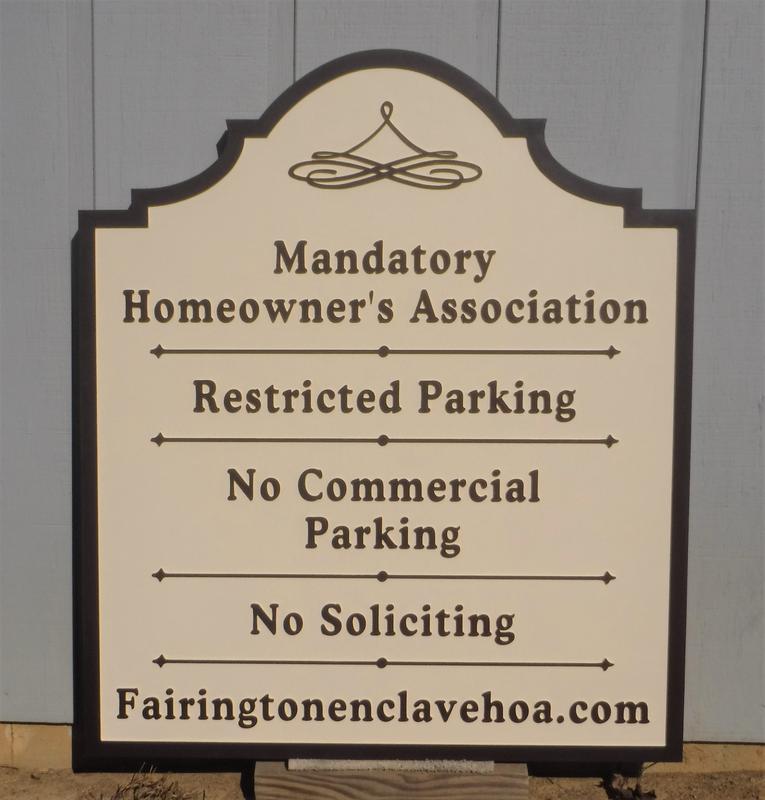 Mandatory
Homeowner's Association
Restricted Parking
No Commercial
Parking
No Soliciting
Fairingtonenclavehoa.com